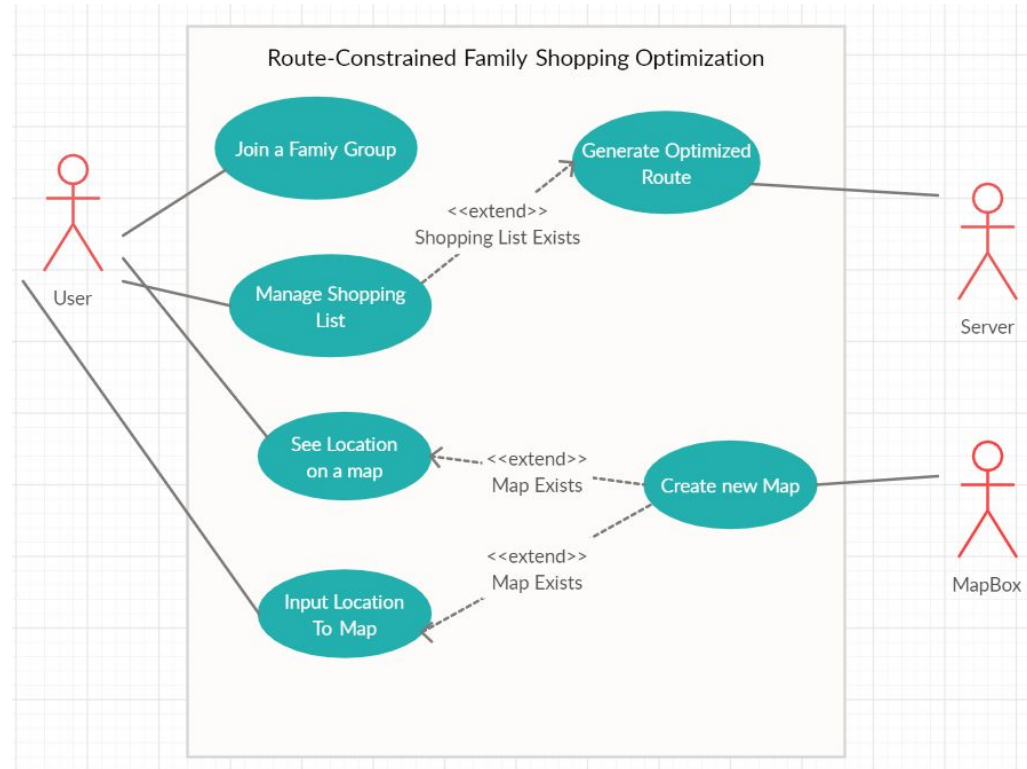 Route-Constrained Family Shopping Optimization
Join a Famiy Group
Generate Optimized
Route
<<extend>>
Shopping List Exists
User
Manage Shopping
List
Server
See Location
on a map
<<extend>>
Map Exists
Create new Map
<<extend>>
Map Exists
MapBox
Input Location
To Map